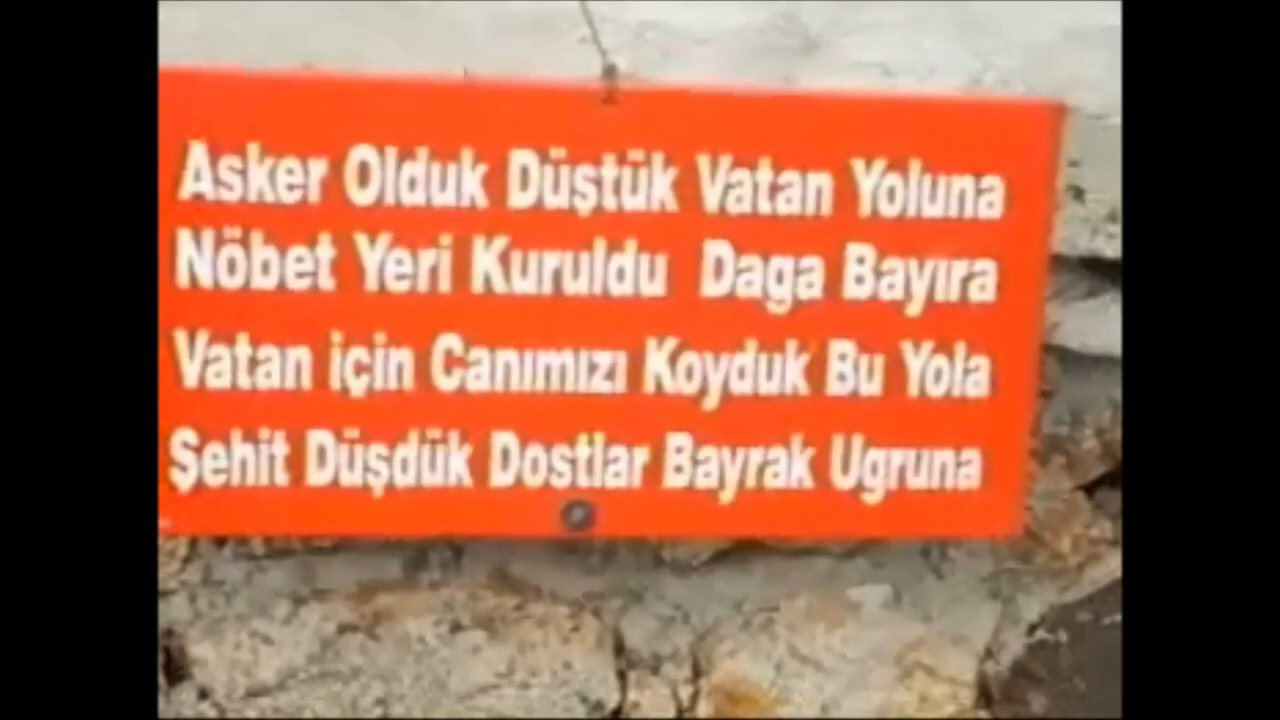 Asker Olduk Düştük Vatan Yoluna
Nöbet Yeri Kuruldu Daga Bayıra
Vatan için Canımızı Koyduk Bu Yola
Şehit Düşdük Dostlar Bayrak Ugruna